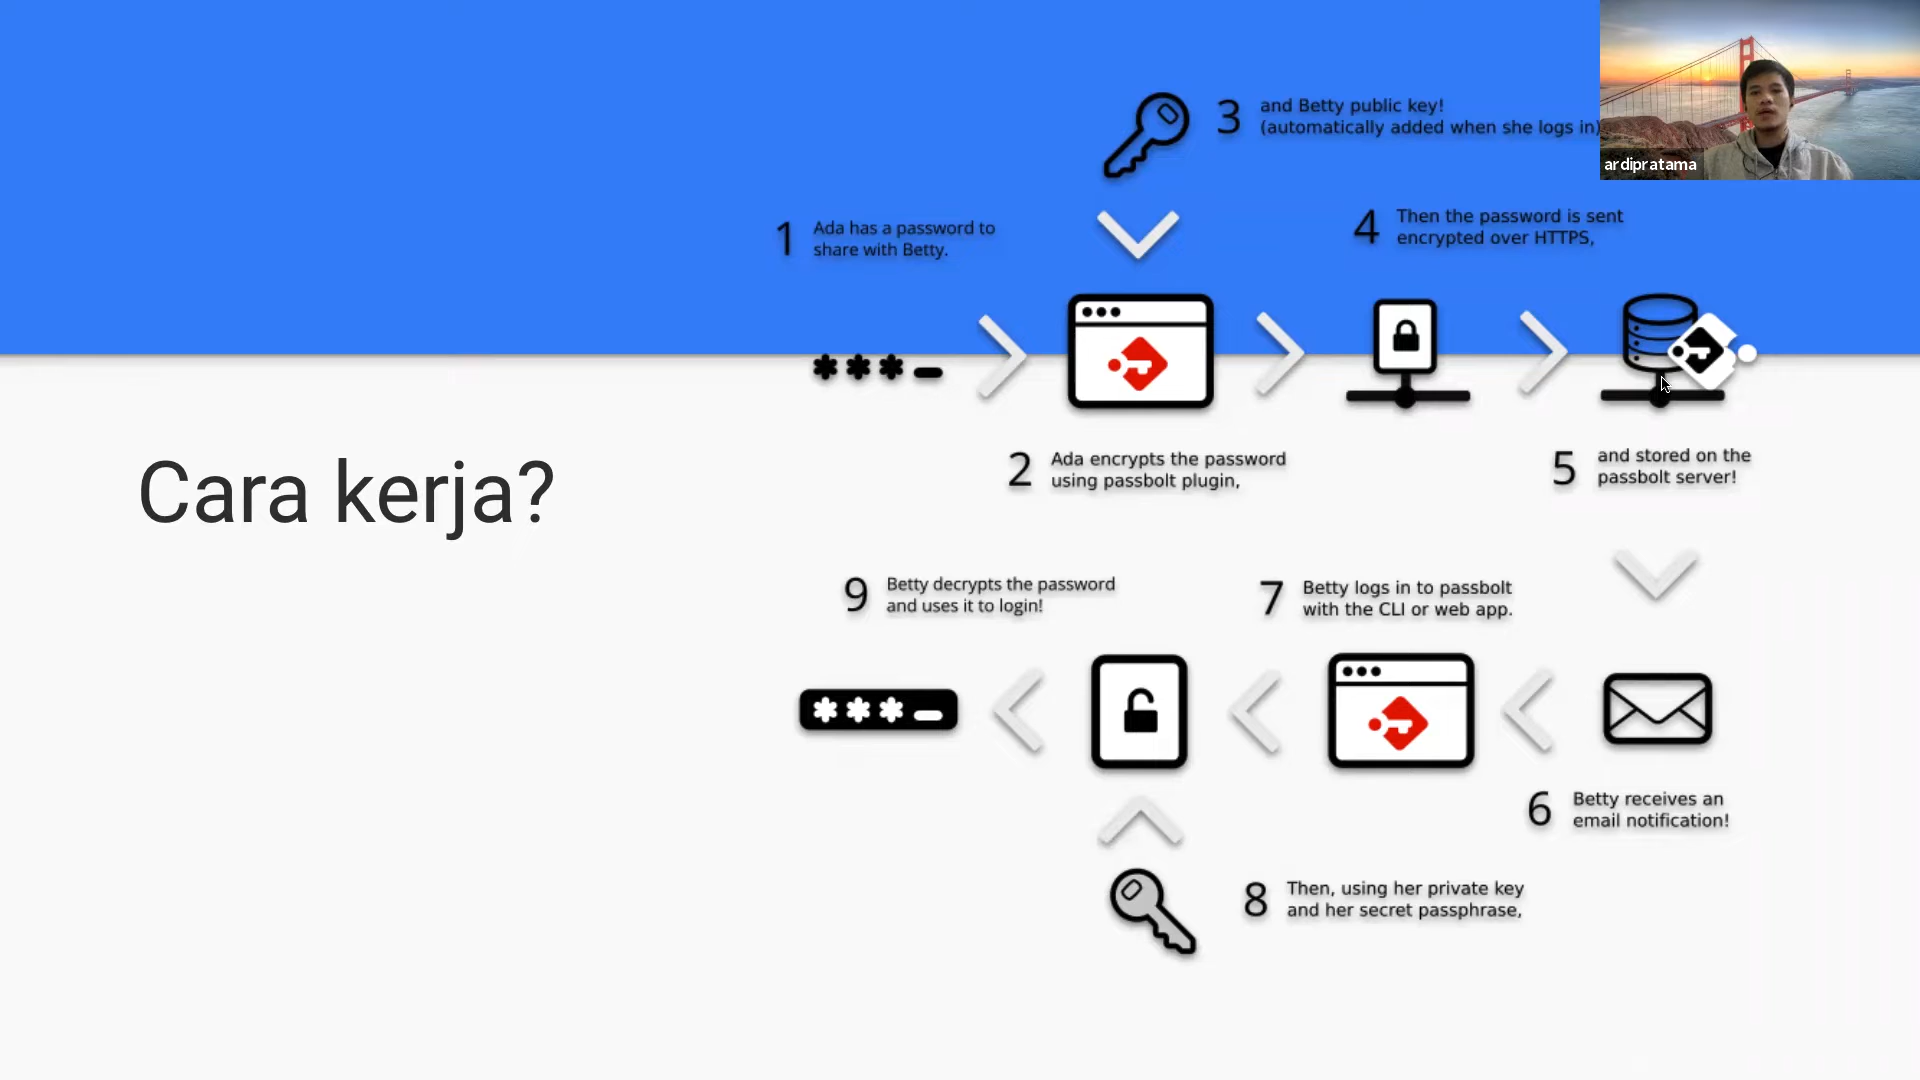 ardipratama
3
and Betty public key!
(automatically added when she logs in)
1
Ada has a password to
share with Betty.
4
Then the password is sent
encrypted over HTTPS,
***_
2
Ada encrypts the password
using passbolt plugin,
5
and stored on the
passbolt server!
Cara kerja?
9
Betty decrypts the password
and uses it to login!
7
Betty logs in to passbolt
with the CLI or web app.
***_
6
Betty receives an
email notification!
8
Then, using her private key
and her secret passphrase,